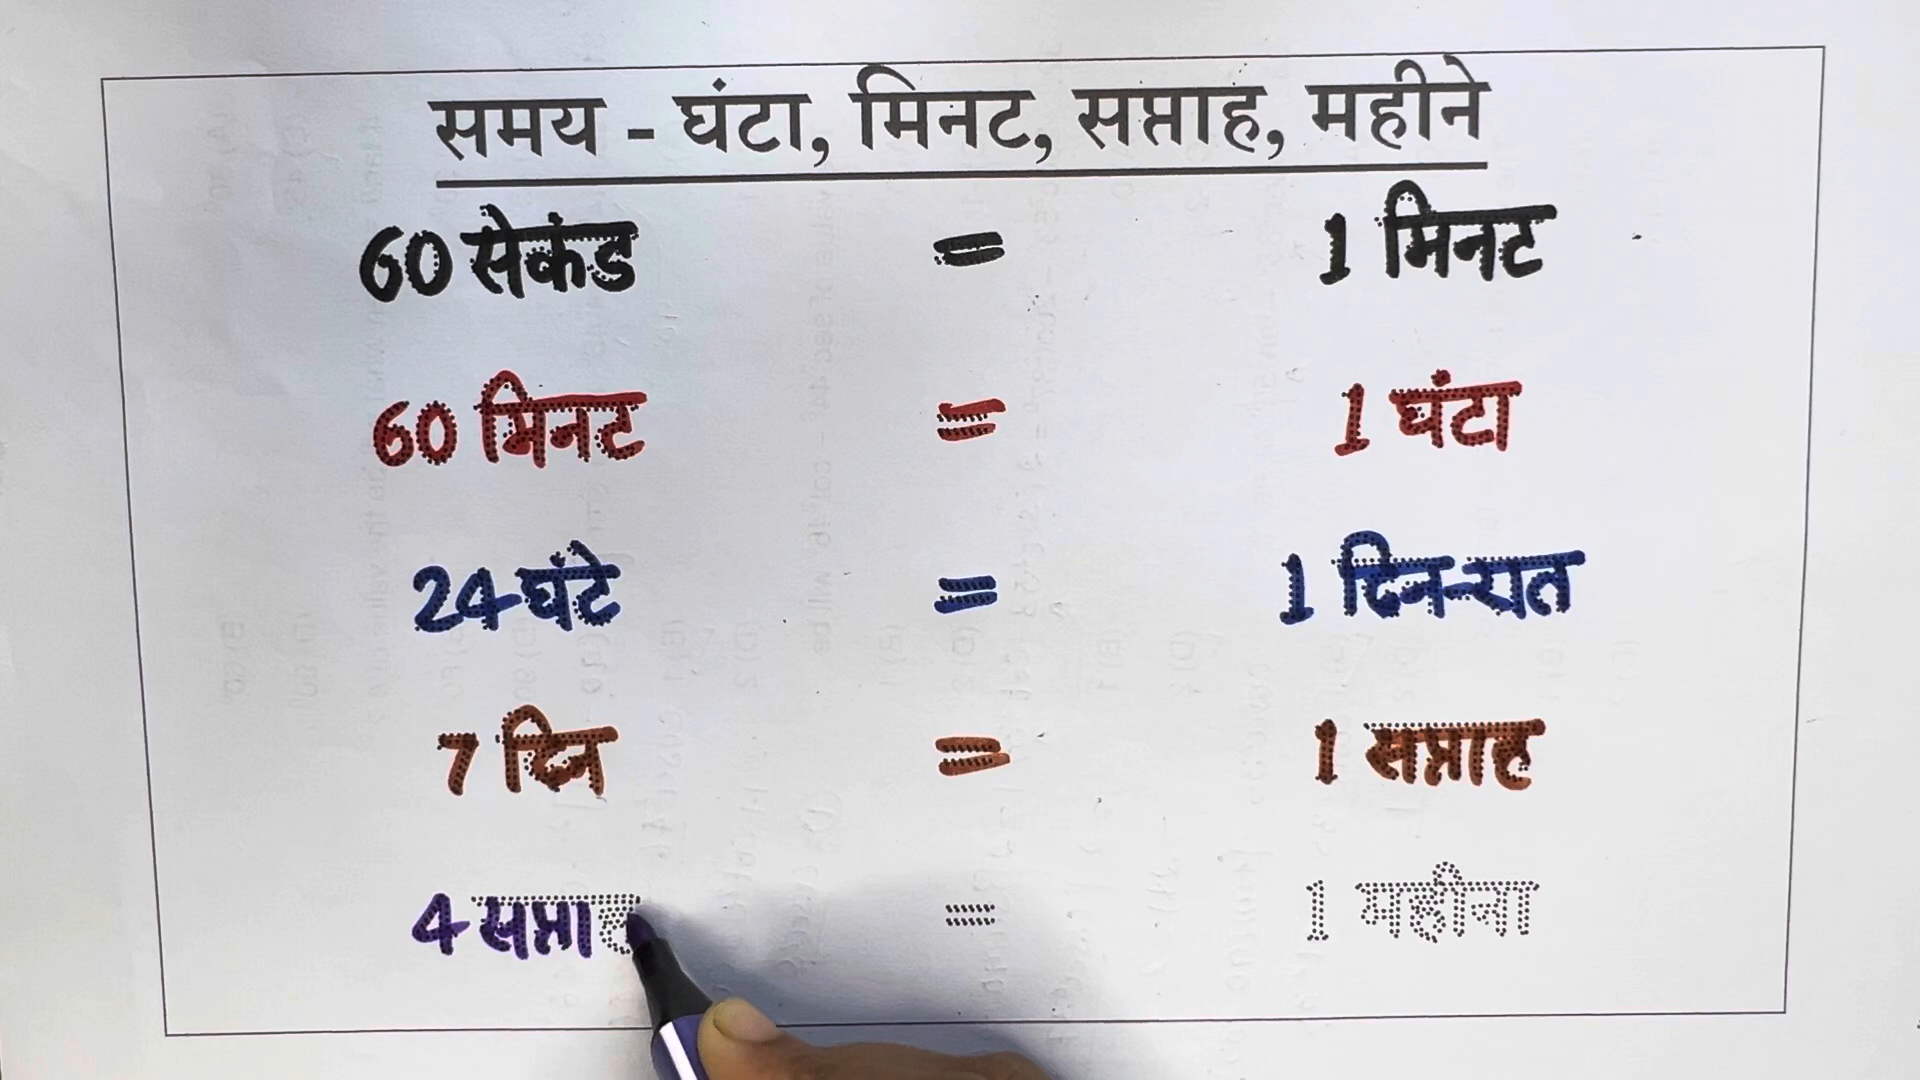 समय - घंटा, मिनट, सप्ताह, महीने
60 सेकंड = 1 मिनट
60 मिनट = 1 घंटा
24 घंटे = 1 दिन-रात
7 दिन = 1 सप्ताह
4 सप्ताह = 1 महीना